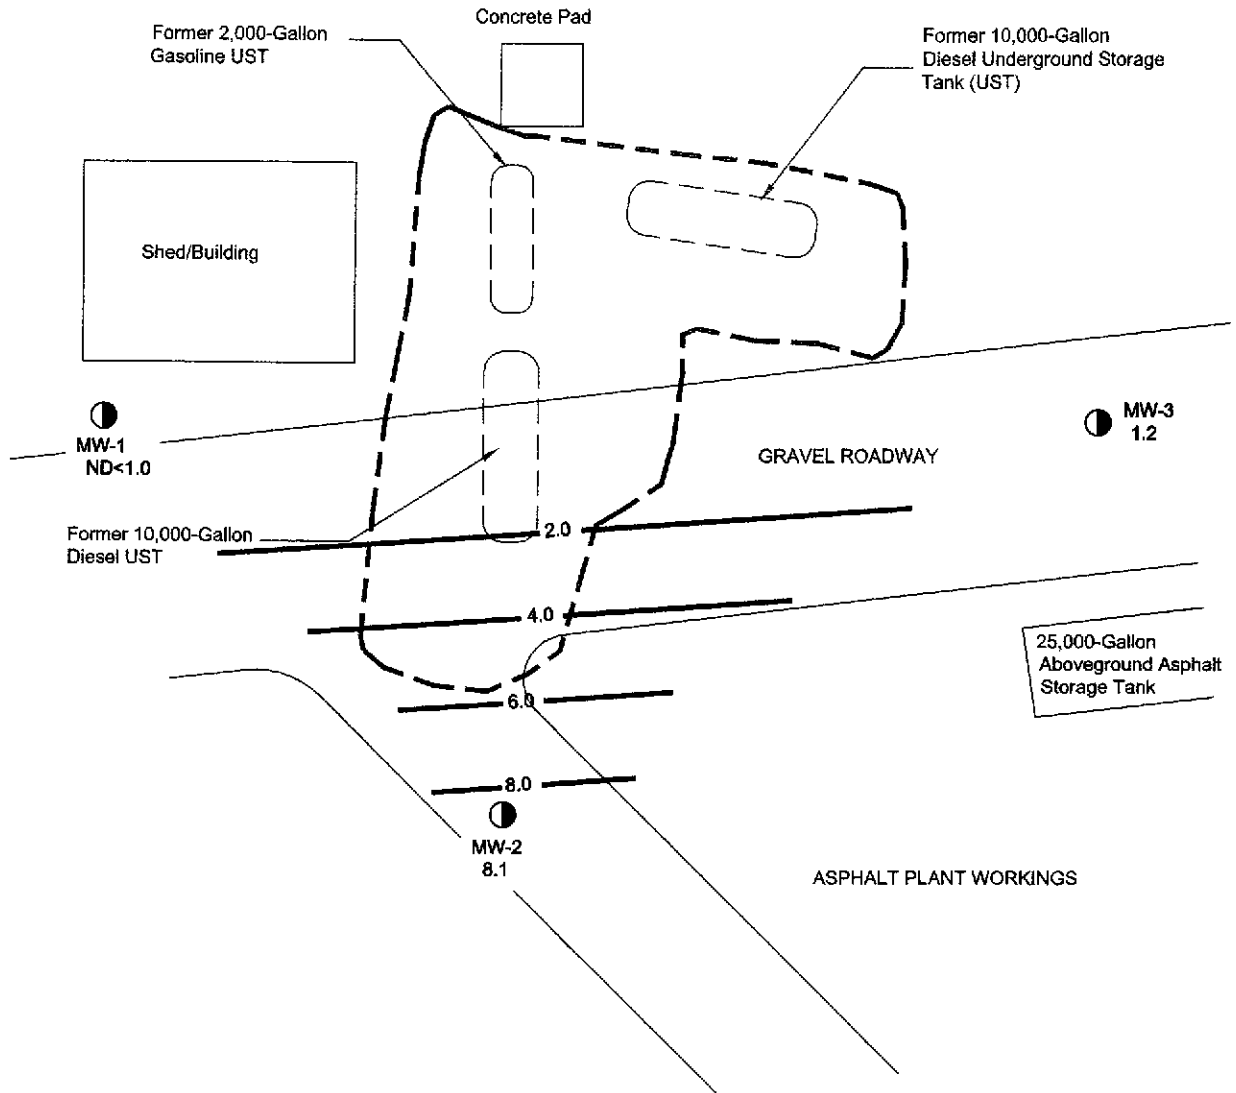 Concrete Pad
Former 2,000-Gallon
Gasoline UST
Former 10,000-Gallon
Diesel Underground Storage
Tank (UST)
Shed/Building
MW-1
ND<1.0
MW-3
1.2
GRAVEL ROADWAY
Former 10,000-Gallon
Diesel UST
2.0
4.0
25,000-Gallon
Aboveground Asphalt
Storage Tank
6.0
8.0
MW-2
8.1
ASPHALT PLANT WORKINGS